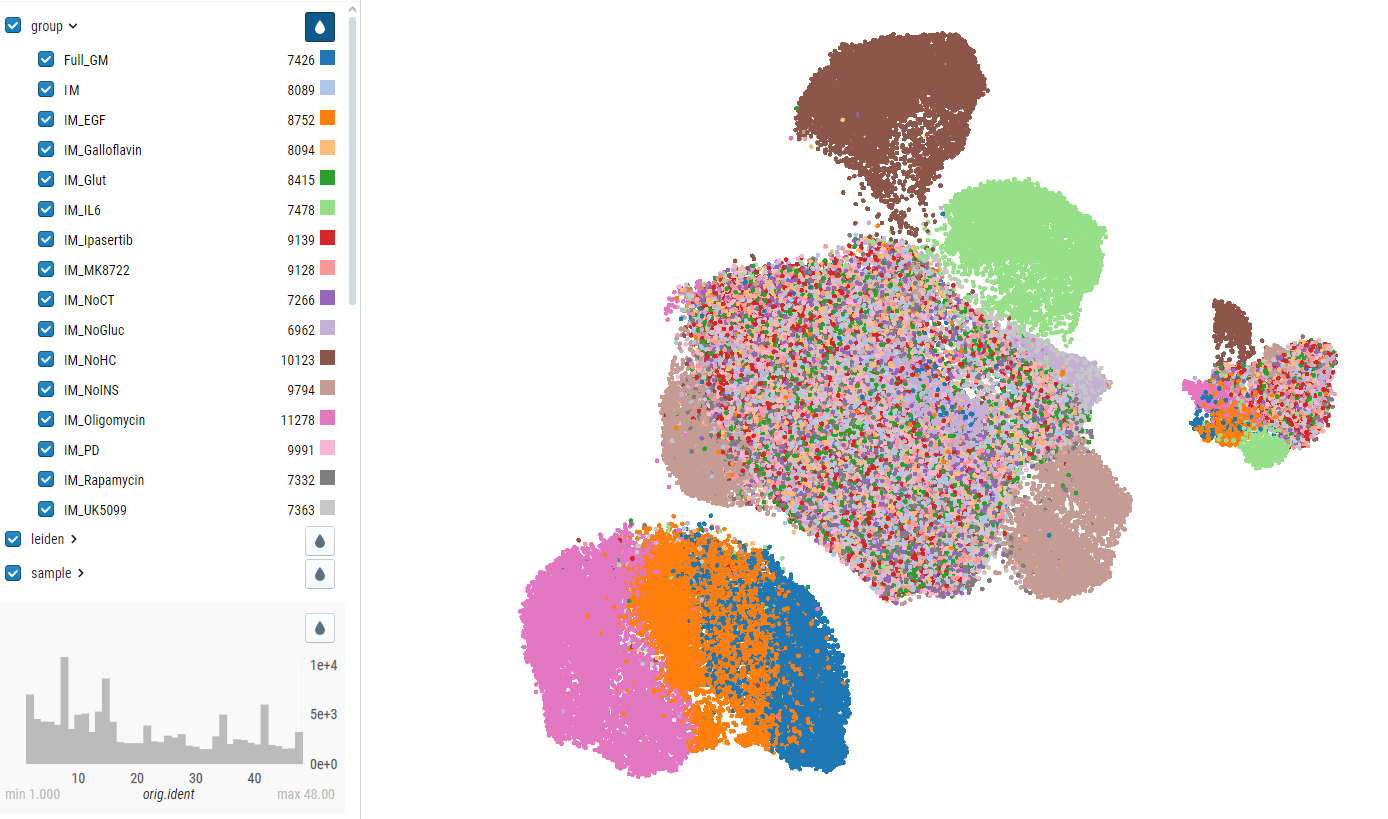 group
Full_GM 7426
IM 8089
IM_EGF 8752
IM_Galloflavin 8094
IM_Glut 8415
IM_IL6 7478
IM_Ipasertib 9139
IM_MK8722 9128
IM_NoCT 7266
IM_NoGluc 6962
IM_NoHC 10123
IM_NoINS 9794
IM_Oligomycin 11278
IM_PD 9991
IM_Rapamycin 7332
IM_UK5099 7363
leiden
sample
1e+4
5e+3
0e+0
10 20 30 40
min 1.000 orig.ident max 48.00